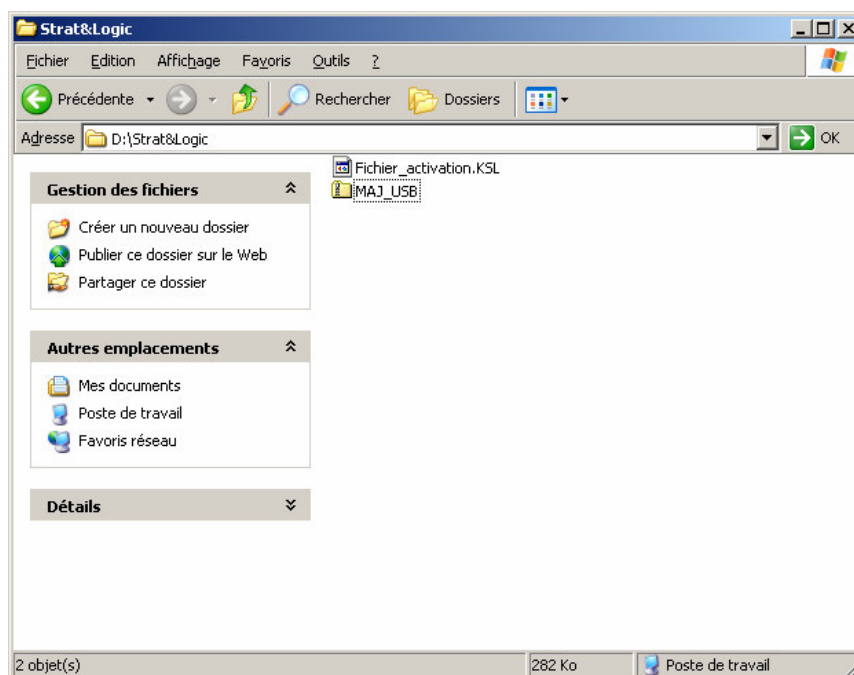 Strat&Logic
Fichier Edition Affichage Favoris Outils ?
Précédente Rechercher Dossiers
Adresse D:\Strat&Logic OK
Gestion des fichiers
Créer un nouveau dossier
Publier ce dossier sur le Web
Partager ce dossier
Autres emplacements
Mes documents
Poste de travail
Favoris réseau
Détails
Fichier_activation.KSL
MAJ_USB
2 objet(s) 282 Ko Poste de travail